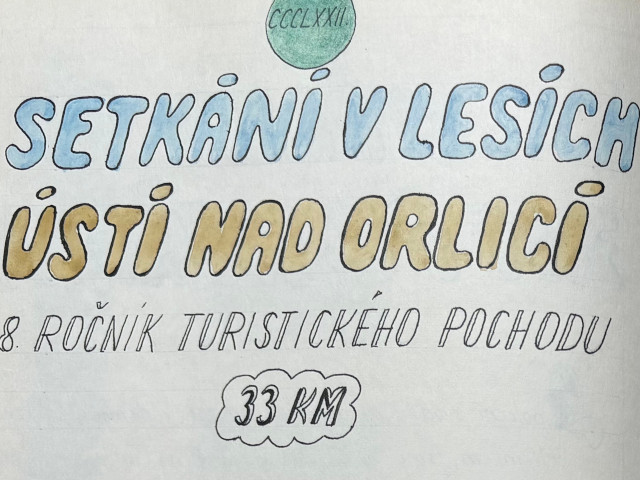 CCCLXXII.
SETKÁNÍ V LESÍCH
ÚSTÍ NAD ORLICÍ
8. ROČNÍK TURISTICKÉHO POCHODU
33 KM